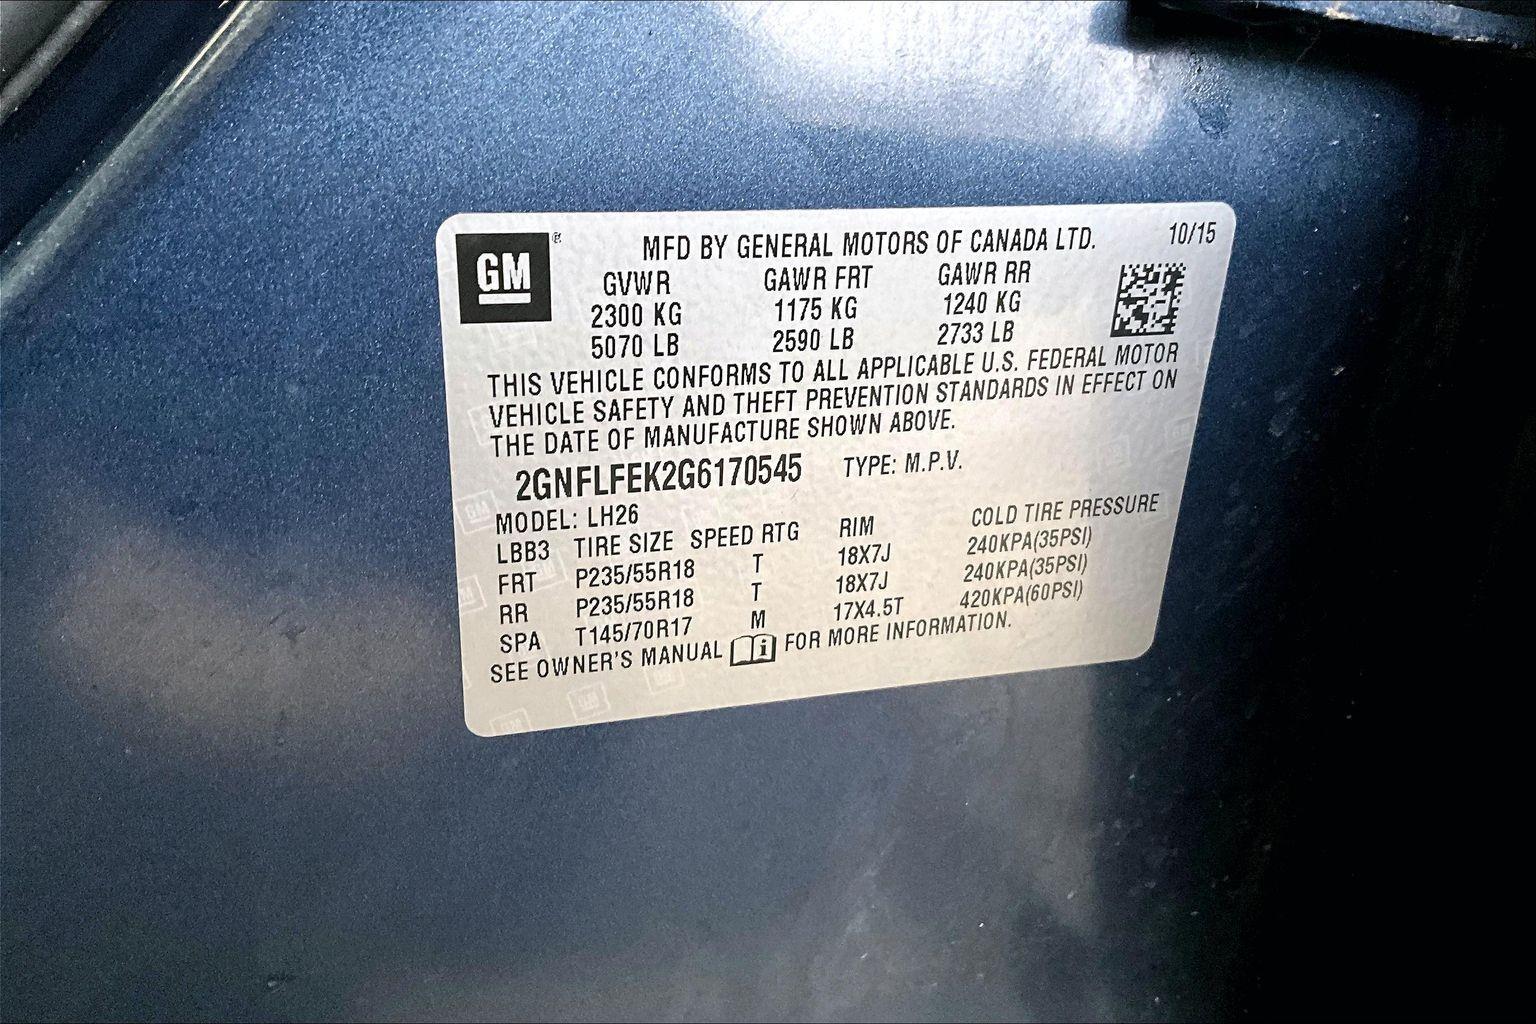 GM ®
MFD BY GENERAL MOTORS OF CANADA LTD. 10/15
GVWR GAWR FRT GAWR RR
2300 KG 1175 KG 1240 KG
5070 LB 2590 LB 2733 LB
THIS VEHICLE CONFORMS TO ALL APPLICABLE U.S. FEDERAL MOTOR
VEHICLE SAFETY AND THEFT PREVENTION STANDARDS IN EFFECT ON
THE DATE OF MANUFACTURE SHOWN ABOVE.
2GNFLFEK2G6170545 TYPE: M.P.V.
MODEL: LH26
LBB3 TIRE SIZE SPEED RTG RIM COLD TIRE PRESSURE
FRT P235/55R18 T 18X7J 240KPA(35PSI)
RR P235/55R18 T 18X7J 240KPA(35PSI)
SPA T145/70R17 M 17X4.5T 420KPA(60PSI)
SEE OWNER'S MANUAL i FOR MORE INFORMATION.